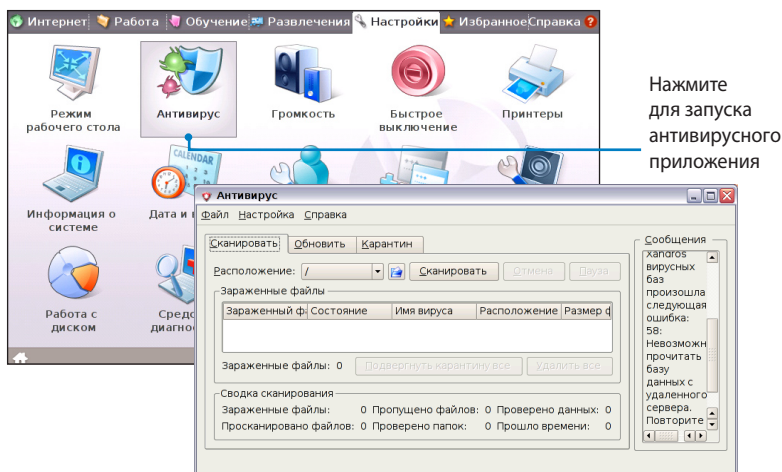 Интернет Работа Обучение Развлечения Настройки Избранное Справка
Режим рабочего стола
Антивирус
Громкость
Быстрое выключение
Принтеры
Нажмите
для запуска
антивирусного
приложения
Информация о системе
CALENDAR
Дата и
Работа с диском
Средс
диагнос
Антивирус
Файл Настройка Справка
Сканировать Обновить Карантин
Расположение: / Сканировать Отмена Пауза
Зараженные файлы
Зараженный ф Состояние Имя вируса Расположение Размер ф
Зараженные файлы: 0 Подвергнуть карантину все Удалить все
Сводка сканирования
Зараженные файлы: 0 Пропущено файлов: 0 Проверено данных: 0
Просканировано файлов: 0 Проверено папок: 0 Прошло времени: 0
Сообщения
Xandros
вирусных
баз
произошла
следующая
ошибка:
58:
Невозможн
прочитать
базу
данных с
удаленного
сервера.
Повторите